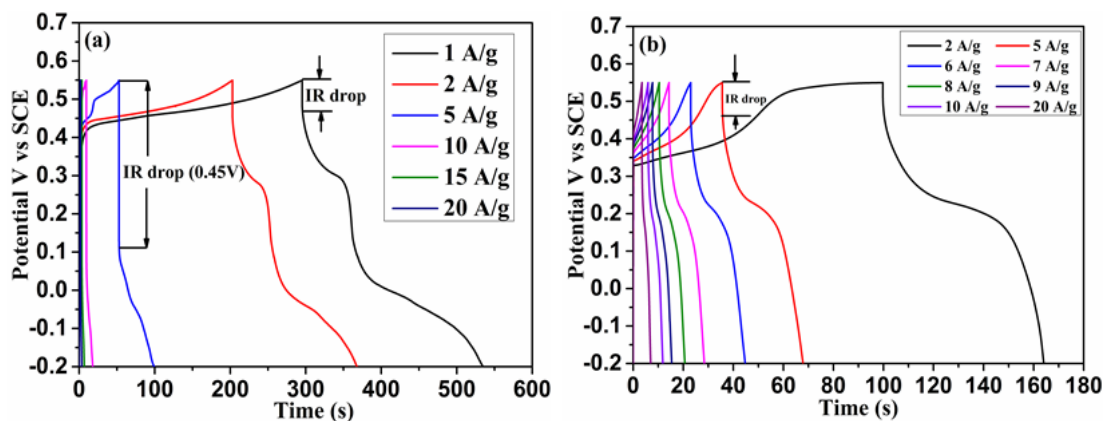 (a)
1 A/g
2 A/g
5 A/g
10 A/g
15 A/g
20 A/g
IR drop
IR drop (0.45V)
0.7
0.6
0.5
0.4
0.3
0.2
0.1
0.0
-0.1
-0.2
Potential V vs SCE
0 100 200 300 400 500 600
Time (s)
(b)
2 A/g 5 A/g
6 A/g 7 A/g
8 A/g 9 A/g
10 A/g 20 A/g
IR drop
0.7
0.6
0.5
0.4
0.3
0.2
0.1
0.0
-0.1
-0.2
Potential V vs SCE
0 20 40 60 80 100 120 140 160 180
Time (s)